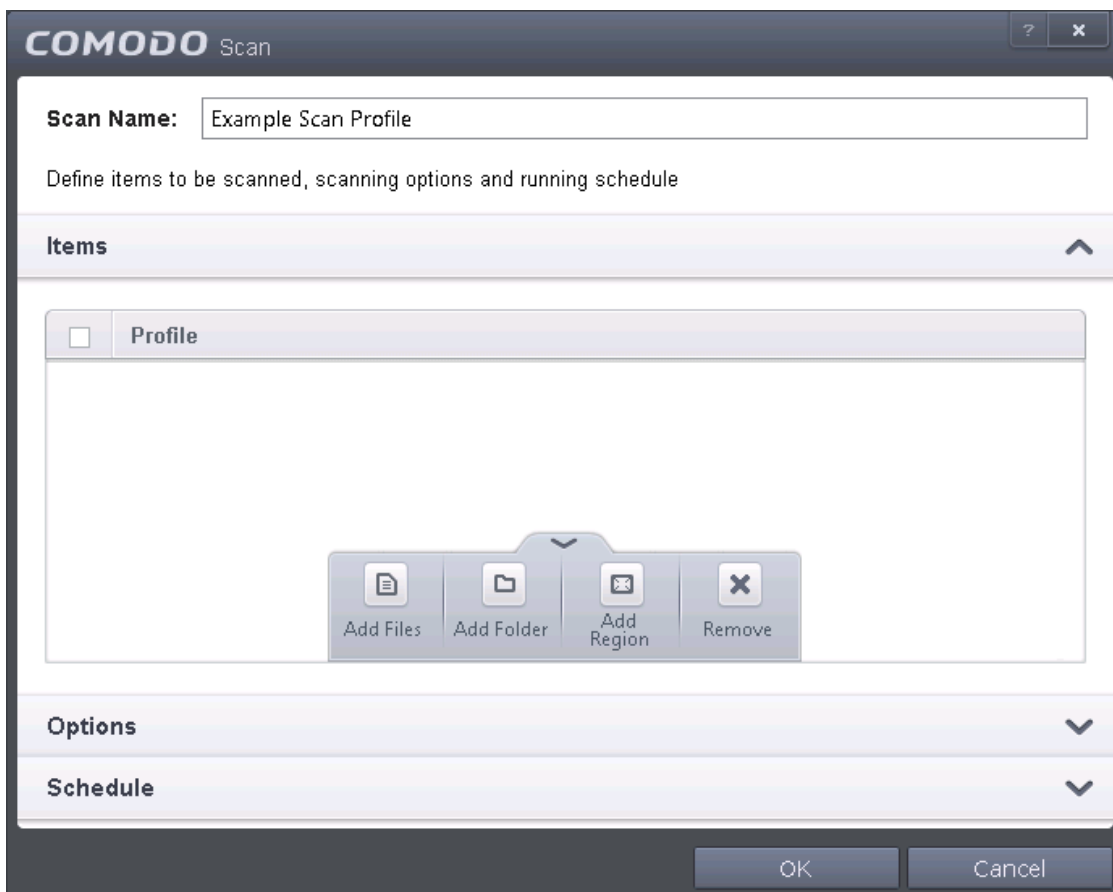 COMODO Scan
?
Scan Name: Example Scan Profile
Define items to be scanned, scanning options and running schedule
Items
Profile
Add Files Add Folder Add Region Remove
Options
Schedule
OK Cancel